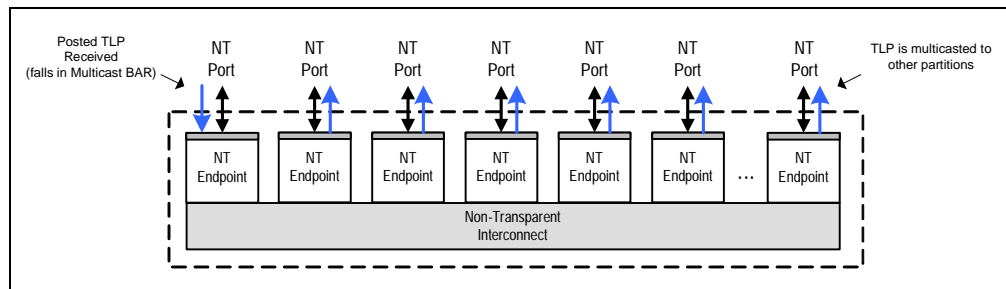 Posted TLP
Received
(falls in Multicast BAR)
NT
Port
NT
Port
NT
Port
NT
Port
NT
Port
NT
Port
NT
Port
TLP is multicasted to
other partitions
NT
Endpoint
NT
Endpoint
NT
Endpoint
NT
Endpoint
NT
Endpoint
NT
Endpoint
...
NT
Endpoint
Non-Transparent
Interconnect